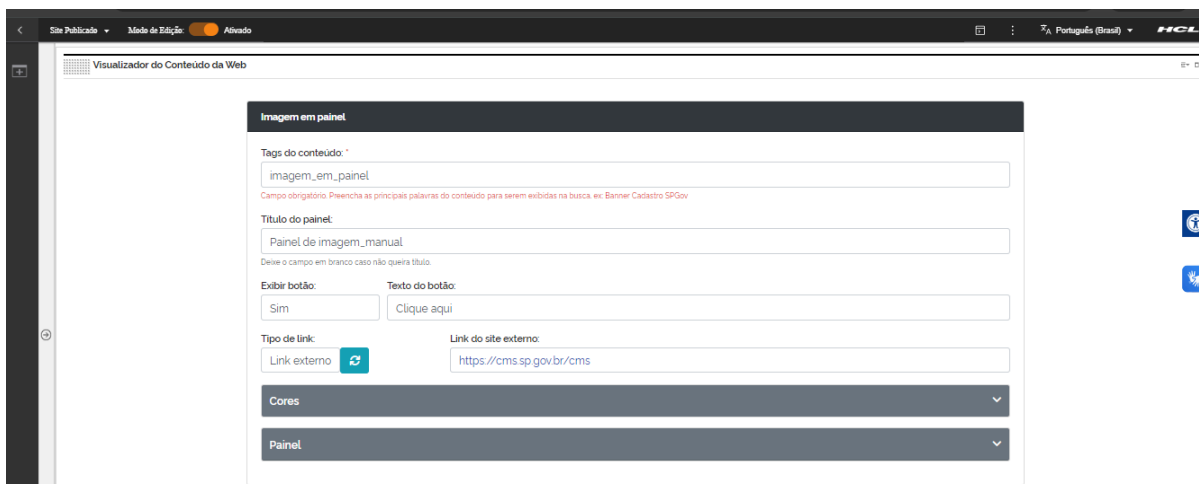 Site Publicado Modo de Edição: Ativado Português (Brasil) HCL
Visualizador do Conteúdo da Web
Imagem em painel
Tags do conteúdo: *
imagem_em_painel
Campo obrigatório. Preencha as principais palavras do conteúdo para serem exibidas na busca, ex: Banner Cadastro SPGov
Título do painel:
Painel de imagem_manual
Deixe o campo em branco caso não queira título.
Exibir botão: Texto do botão:
Sim Clique aqui
Tipo de link: Link do site externo:
Link externo https://cms.sp.gov.br/cms
Cores
Painel